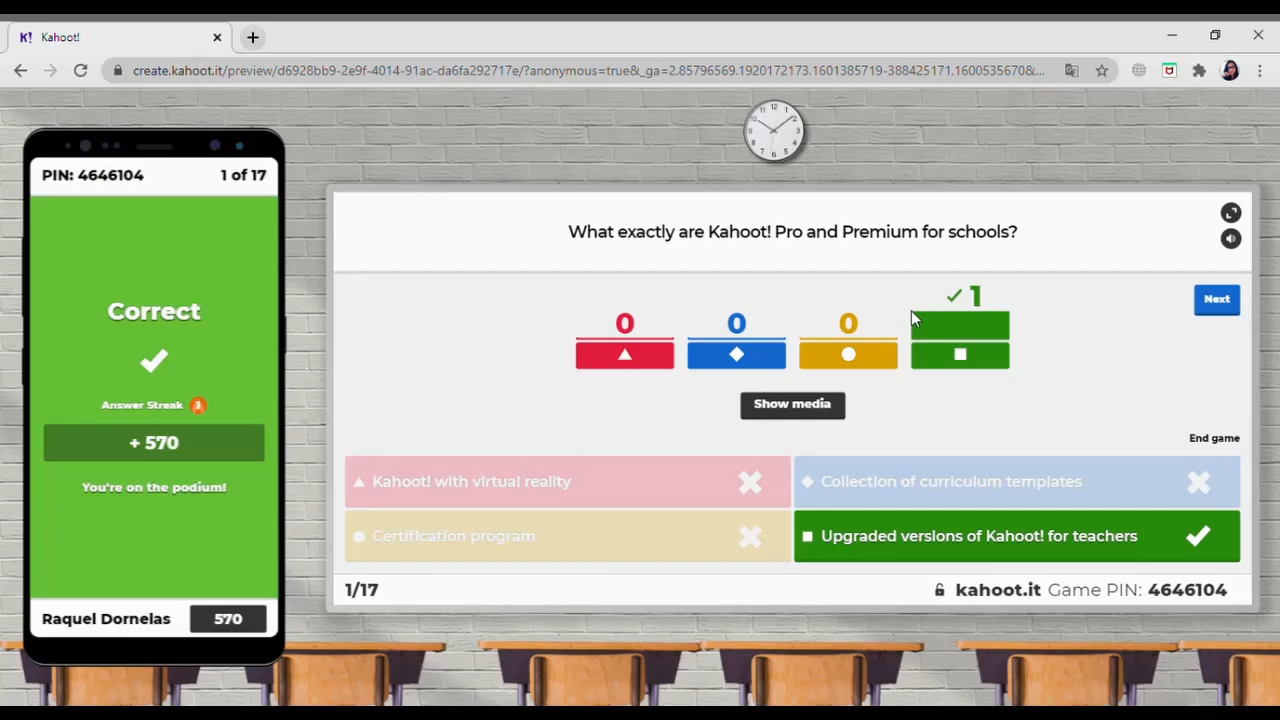 Kahoot!
create.kahoot.it/preview/d6928bb9-2e9f-4014-91ac-da6fa292717e/?anonymous=true&_ga=2.85796569.1920172173.1601385719-388425171.1600535670&...
PIN: 4646104 1 of 17
Correct
Answer Streak 1
+ 570
You're on the podium!
Raquel Dornelas 570
What exactly are Kahoot! Pro and Premium for schools?
Next
0 0 0 1
Show media
End game
Kahoot! with virtual reality
Collection of curriculum templates
Certification program
Upgraded versions of Kahoot! for teachers
1/17
kahoot.it Game PIN: 4646104